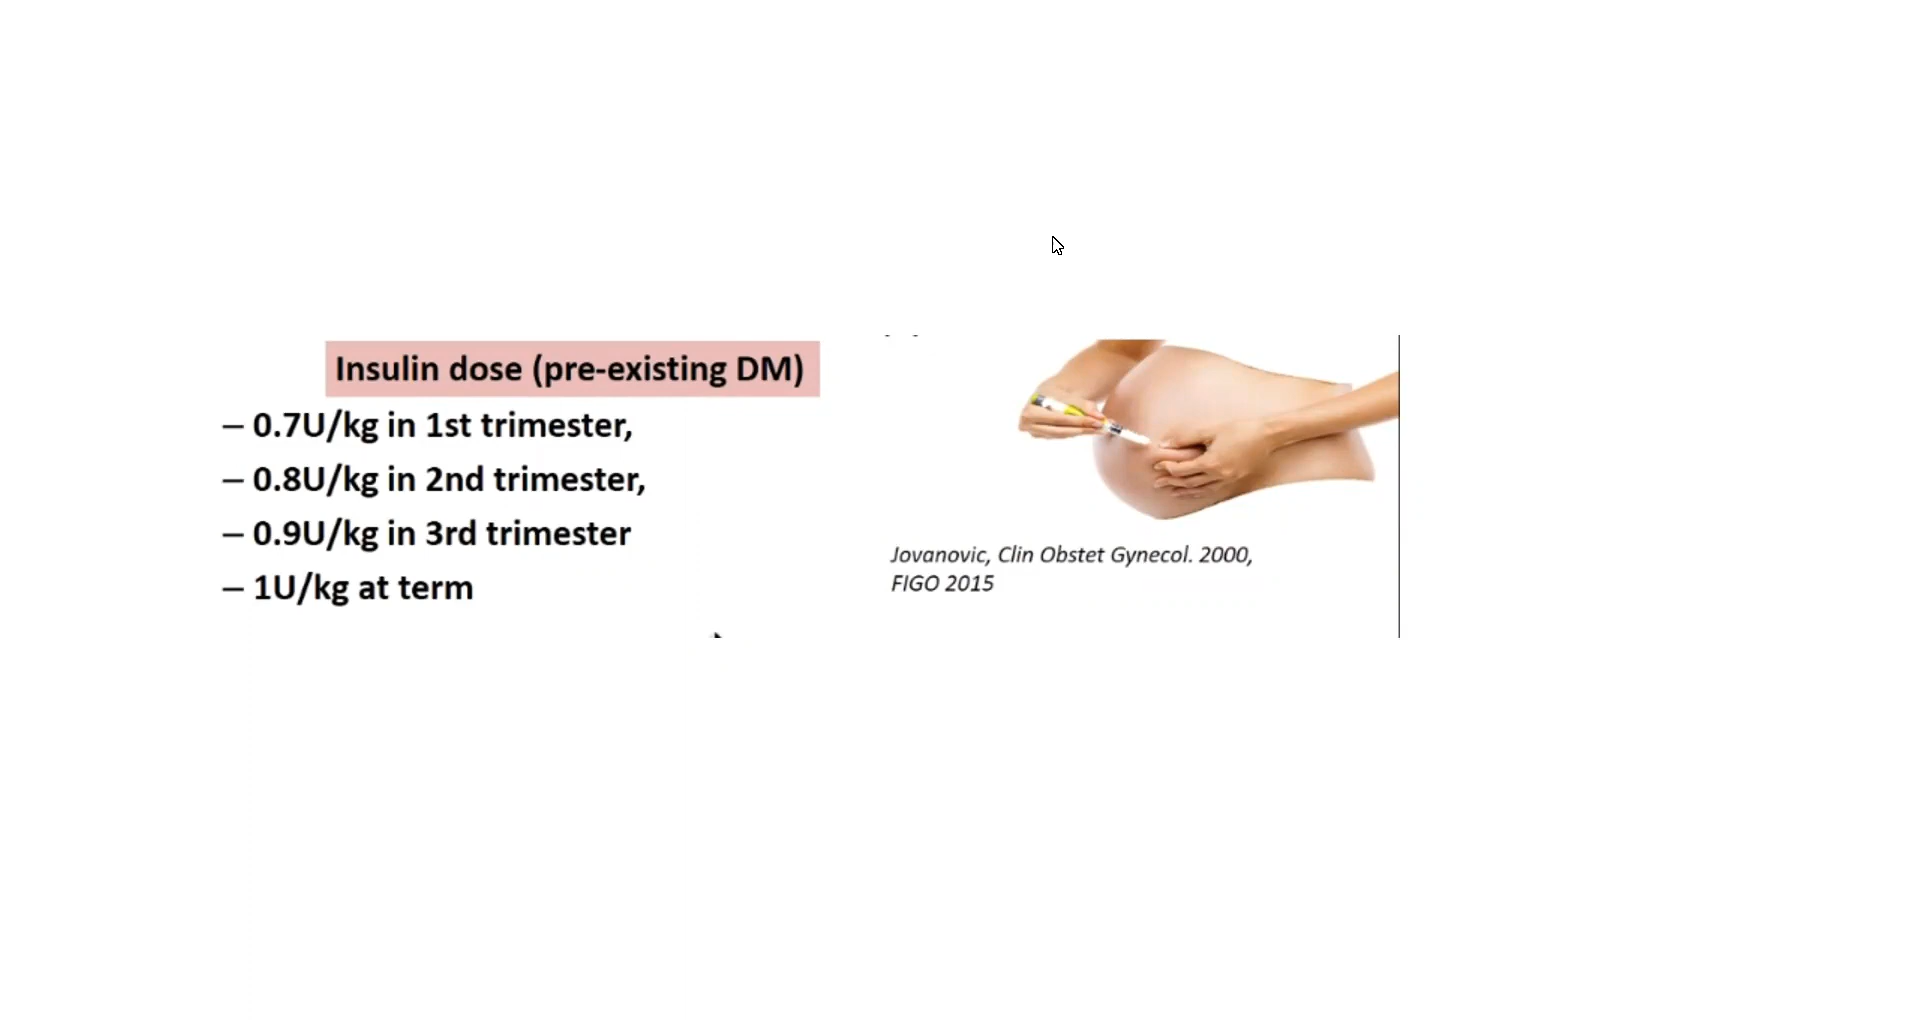 Insulin dose (pre-existing DM)
– 0.7U/kg in 1st trimester,
– 0.8U/kg in 2nd trimester,
– 0.9U/kg in 3rd trimester
– 1U/kg at term
Jovanovic, Clin Obstet Gynecol. 2000,
FIGO 2015